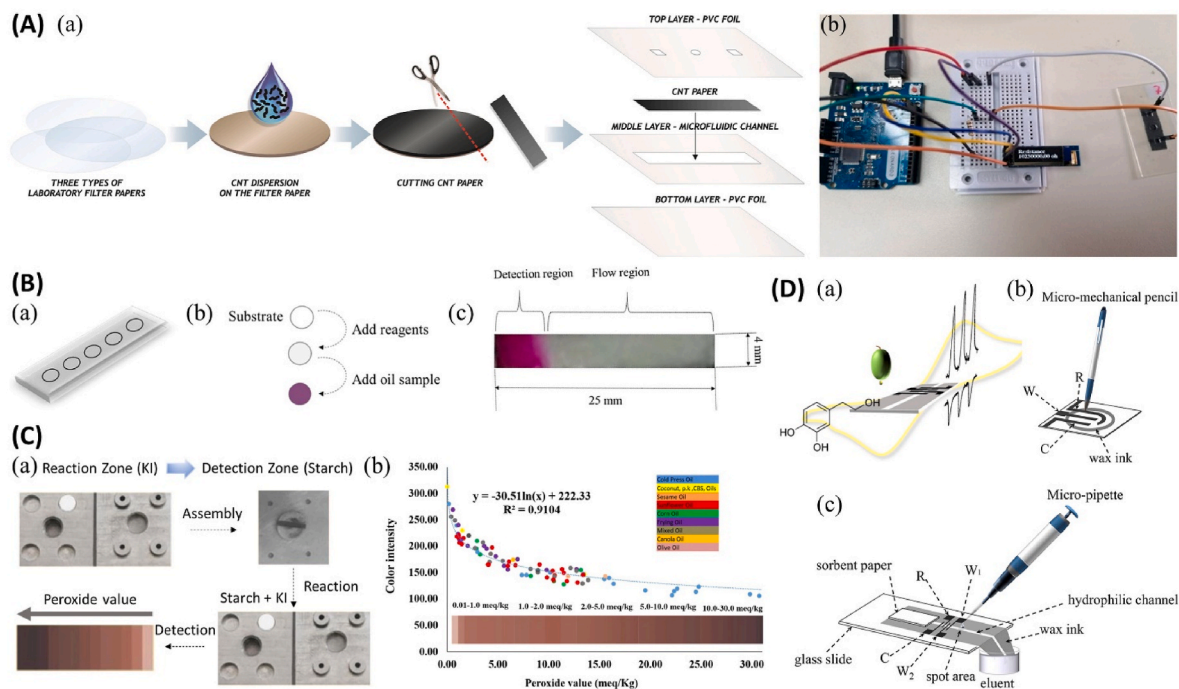 (A)
(a)
THREE TYPES OF
LABORATORY FILTER PAPERS
CNT DISPERSION
ON THE FILTER PAPER
CUTTING CNT PAPER
TOP LAYER - PVC FOIL
CNT PAPER
MIDDLE LAYER - MICROFLUIDIC CHANNEL
BOTTOM LAYER - PVC FOIL
(b)
(B)
(a)
(b)
Substrate
Add reagents
Add oil sample
(c)
Detection region
Flow region
4 mm
25 mm
(C)
(a)
Reaction Zone (KI)
Detection Zone (Starch)
Assembly
Reaction
Starch + KI
Detection
Peroxide value
(b)
Color intensity
350.00
300.00
250.00
200.00
150.00
100.00
50.00
0.00
y = -30.51ln(x) + 222.33
R² = 0.9104
Cold Press Oil
Coconut, p.k ,CBS, Oils
Sesame Oil
Sunflower Oil
Corn Oil
Frying Oil
Mixed Oil
Canola Oil
Olive Oil
0.01-1.0 meq/kg
1.0 -2.0 meq/kg
2.0-5.0 meq/kg
5.0-10.0 meq/kg
10.0-30.0 meq/kg
0.00
5.00
10.00
15.00
20.00
25.00
30.00
Peroxide value (meq/Kg)
(D)
(a)
OH
HO
OH
(b)
Micro-mechanical pencil
R
W
C
wax ink
(c)
Micro-pipette
sorbent paper
R
W1
hydrophilic channel
wax ink
glass slide
C
W2
spot area
eluent